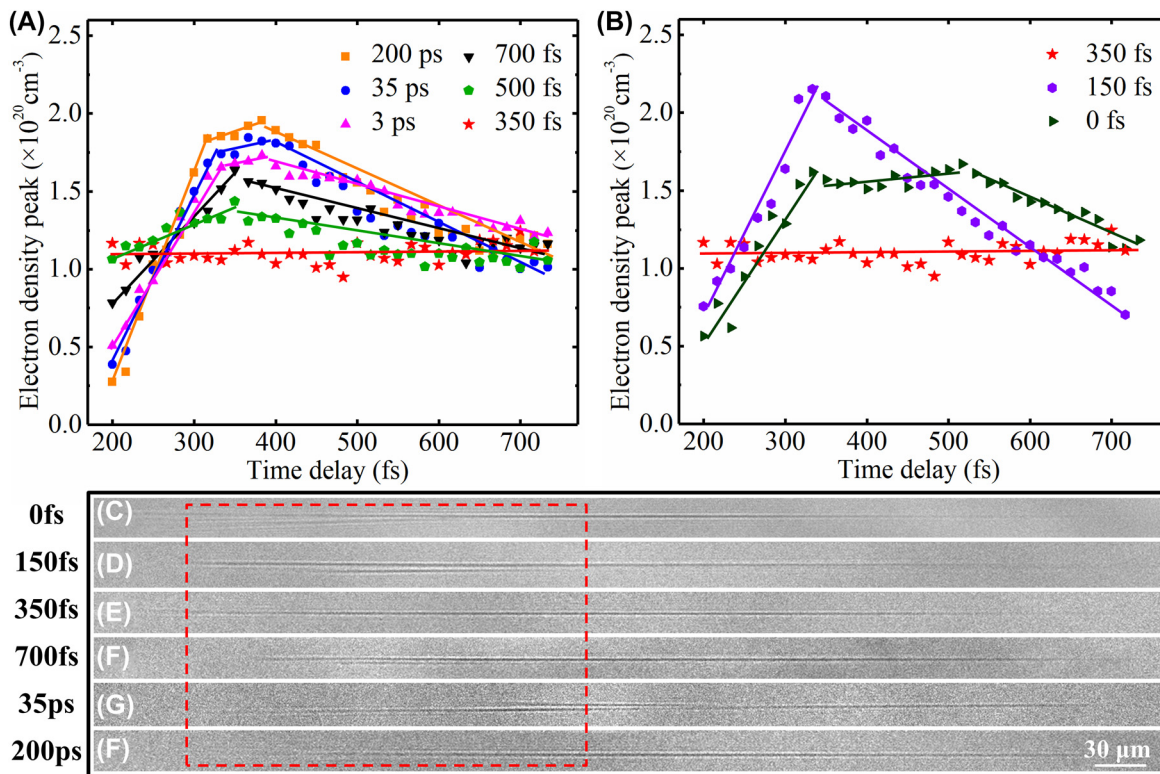 (A)
Electron density peak (×10²⁰ cm⁻³)
2.5
2.0
1.5
1.0
0.5
0.0
200 ps
35 ps
3 ps
700 fs
500 fs
350 fs
200 300 400 500 600 700
Time delay (fs)
(B)
Electron density peak (×10²⁰ cm⁻³)
2.5
2.0
1.5
1.0
0.5
0.0
350 fs
150 fs
0 fs
200 300 400 500 600 700
Time delay (fs)
0fs (C)
150fs (D)
350fs (E)
700fs (F)
35ps (G)
200ps (F)
30 μm